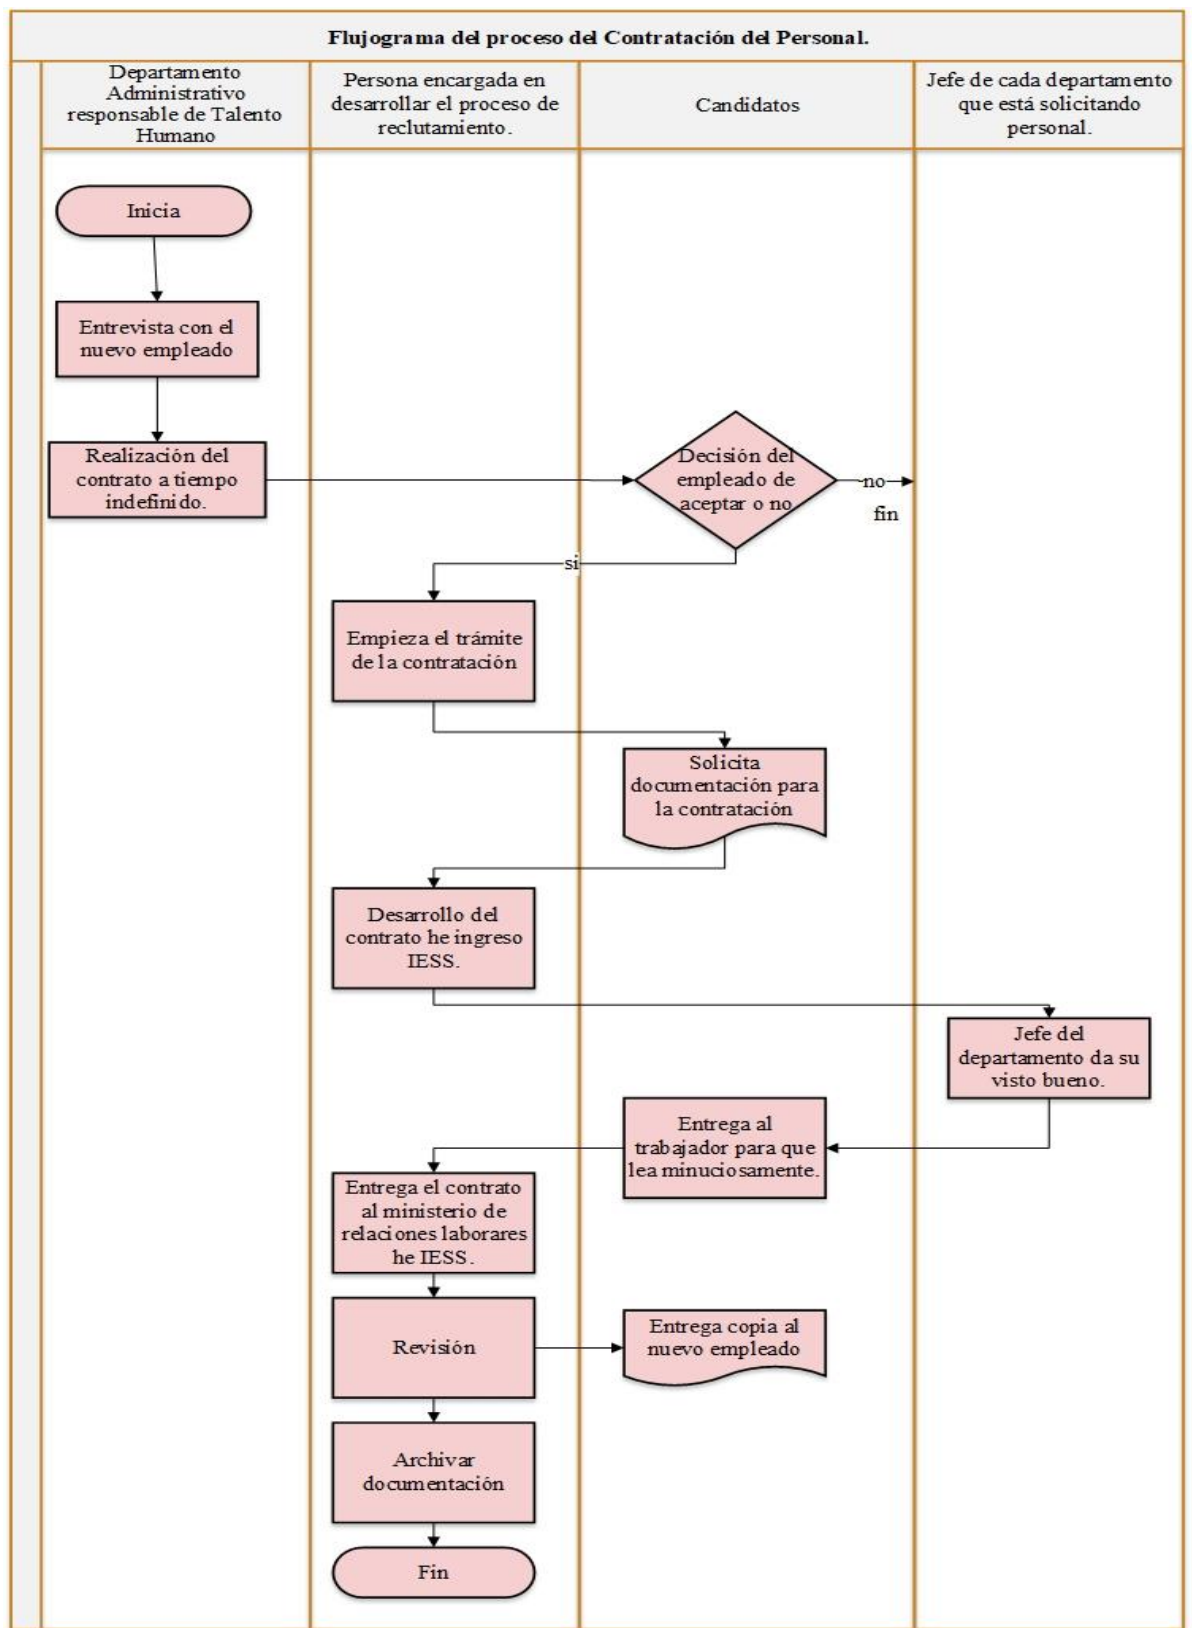 Flujograma del proceso del Contratación del Personal.
Departamento
Administrativo
responsable de Talento
Humano
Persona encargada en
desarrollar el proceso de
reclutamiento.
Candidatos
Jefe de cada departamento
que está solicitando
personal.
Inicia
Entrevista con el
nuevo empleado
Realización del
contrato a tiempo
indefinido.
Decisión del
empleado de
aceptar o no
no
fin
si
Empieza el trámite
de la contratación
Solicita
documentación para
la contratación
Desarrollo del
contrato he ingreso
IESS.
Jefe del
departamento da su
visto bueno.
Entrega al
trabajador para que
lea minuciosamente.
Entrega el contrato
al ministerio de
relaciones laborares
he IESS.
Revisión
Entrega copia al
nuevo empleado
Archivar
documentación
Fin